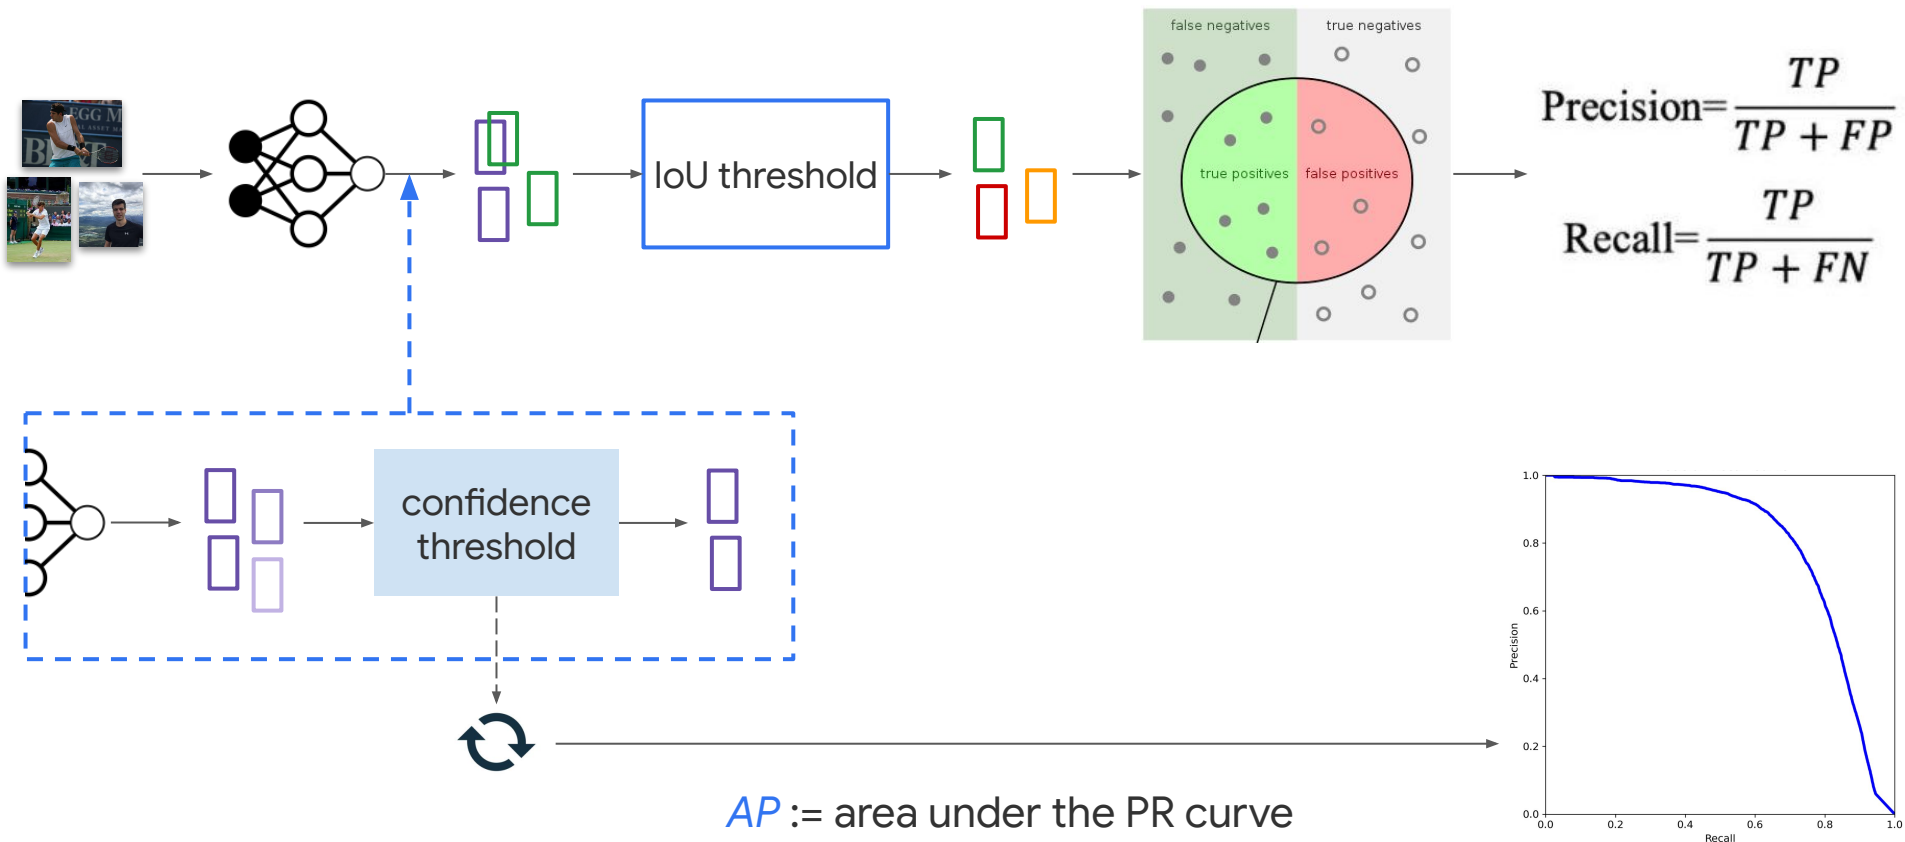 false negatives
true negatives
EGG M
IoU threshold
true positives
false positives
Precision= TP
TP + FP
Recall= TP
TP + FN
confidence
threshold
AP := area under the PR curve
1.0
0.8
0.6
0.4
0.2
0.0
Precision
0.0 0.2 0.4 0.6 0.8 1.0
Recall